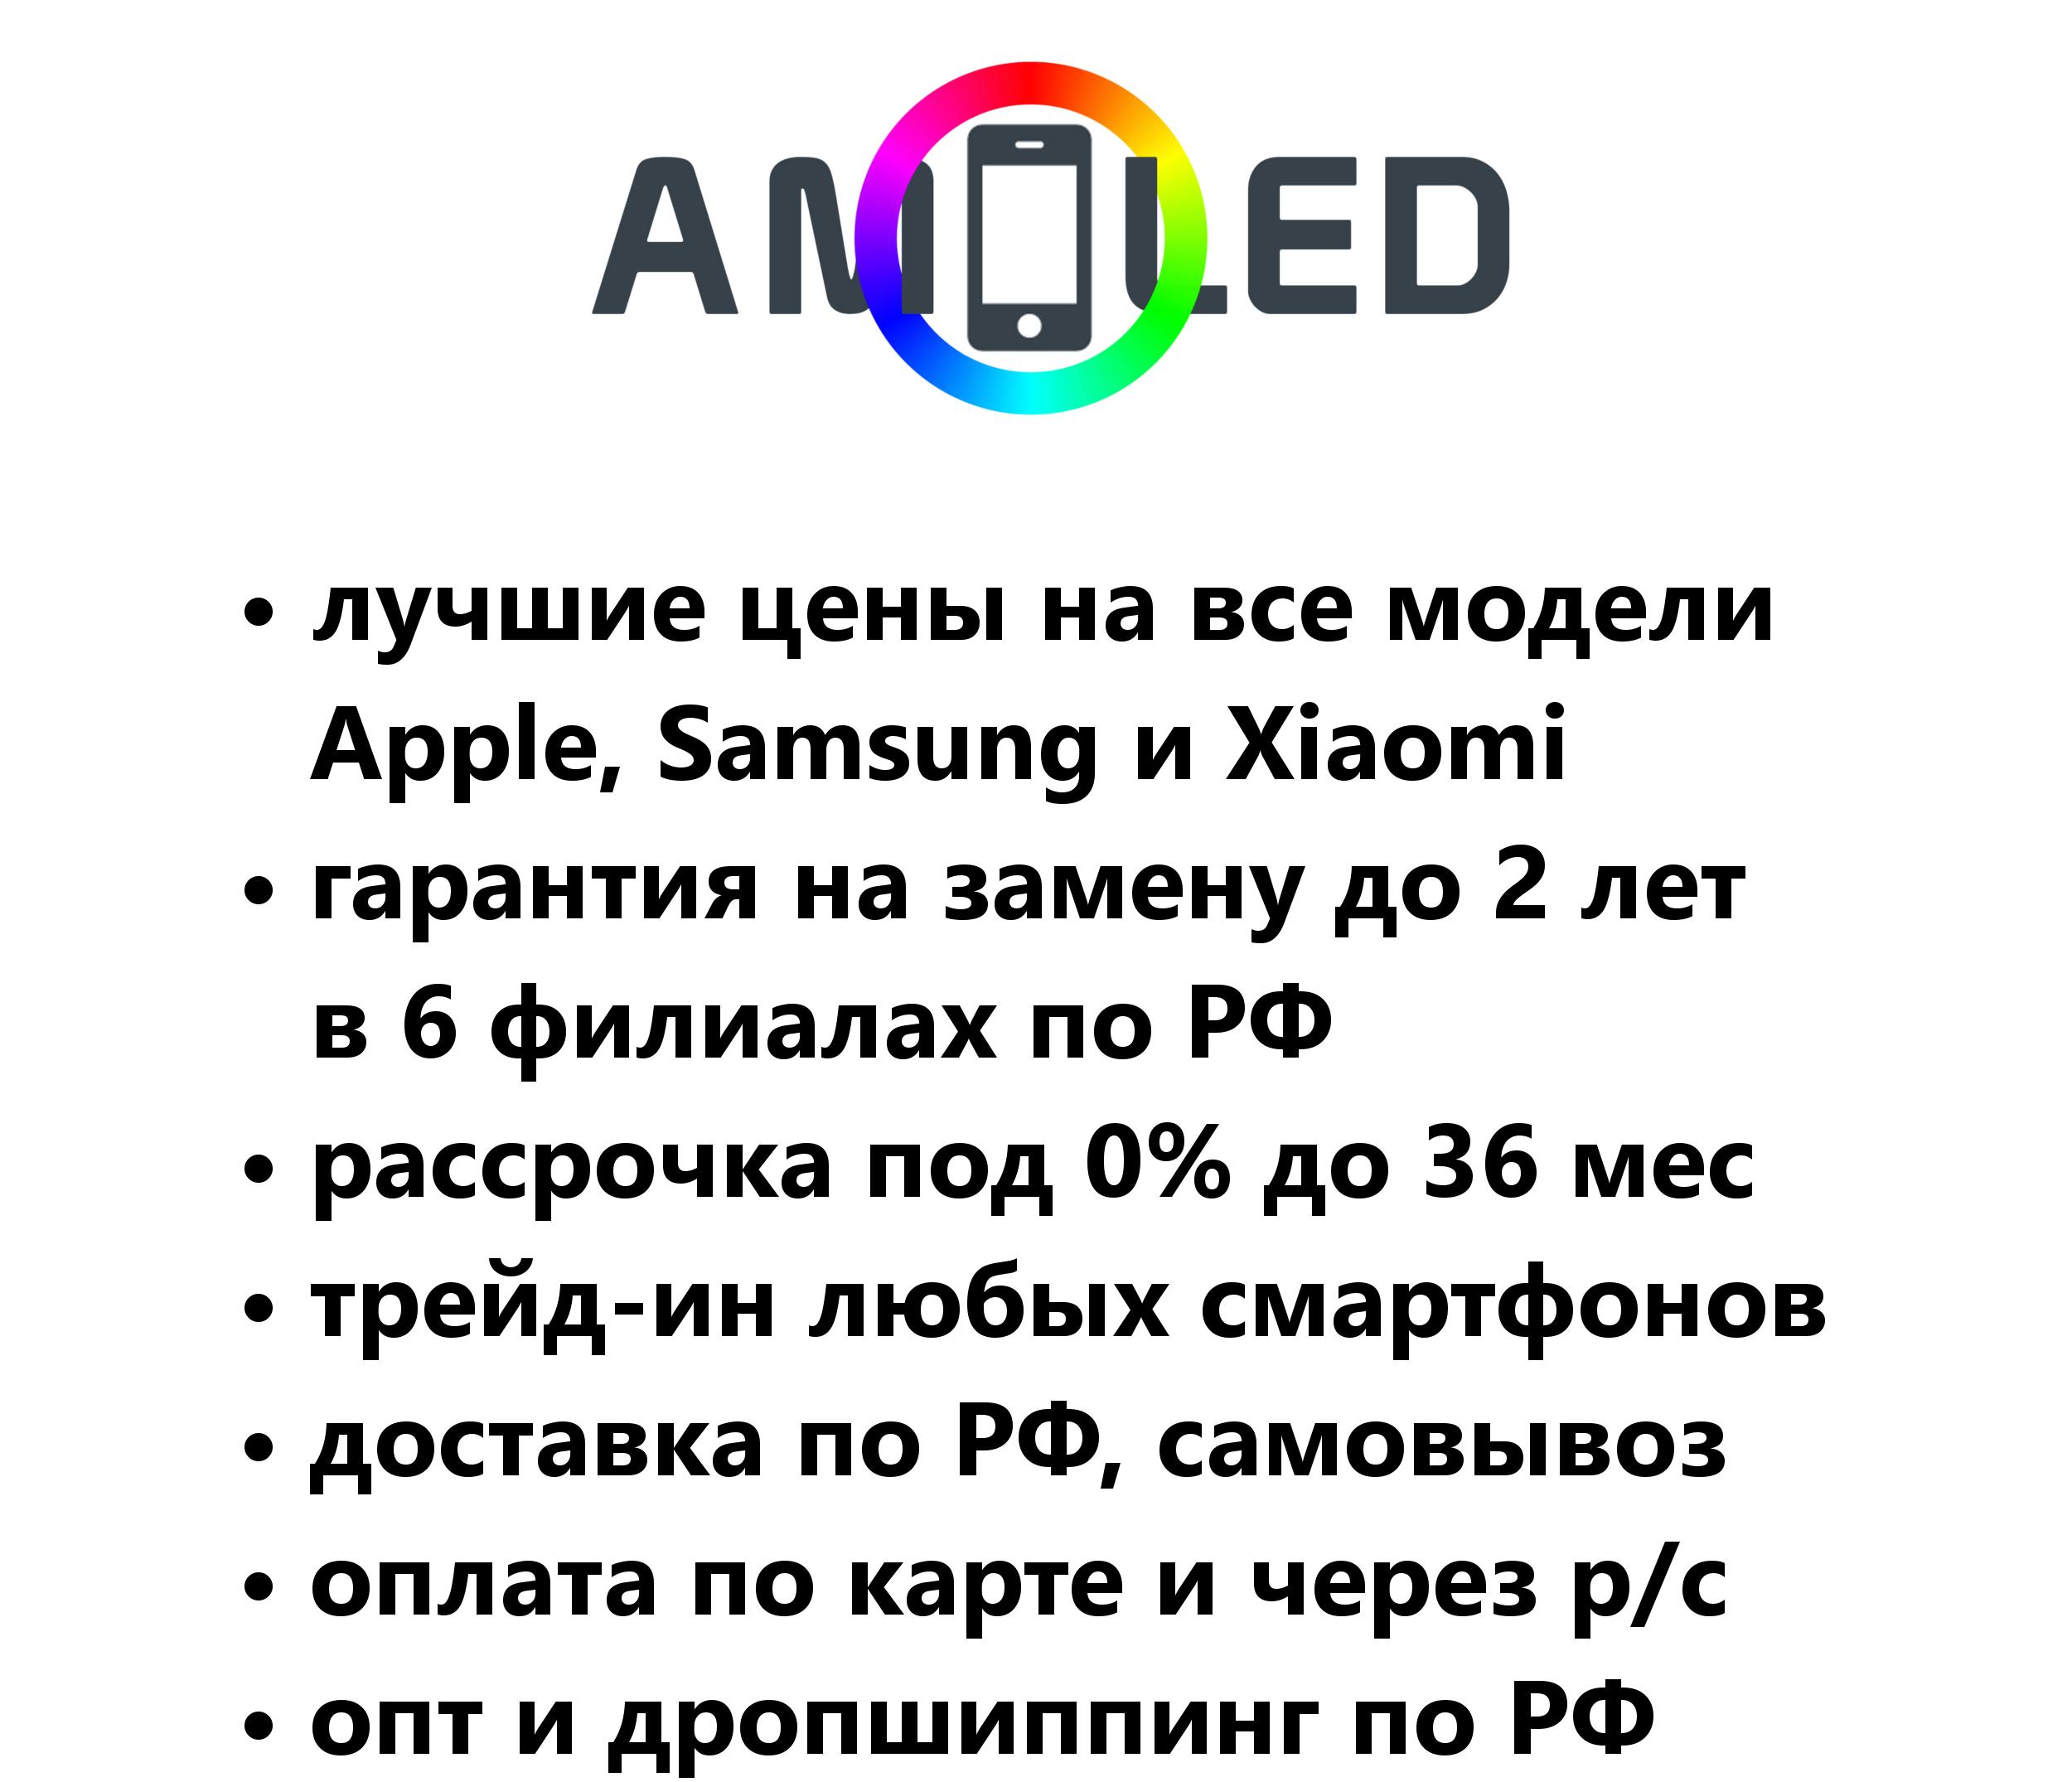 AMOLED
• лучшие цены на все модели
Apple, Samsung и Xiaomi
• гарантия на замену до 2 лет
в 6 филиалах по РФ
• рассрочка под 0% до 36 мес
• трейд-ин любых смартфонов
• доставка по РФ, самовывоз
• оплата по карте и через р/с
• опт и дропшиппинг по РФ